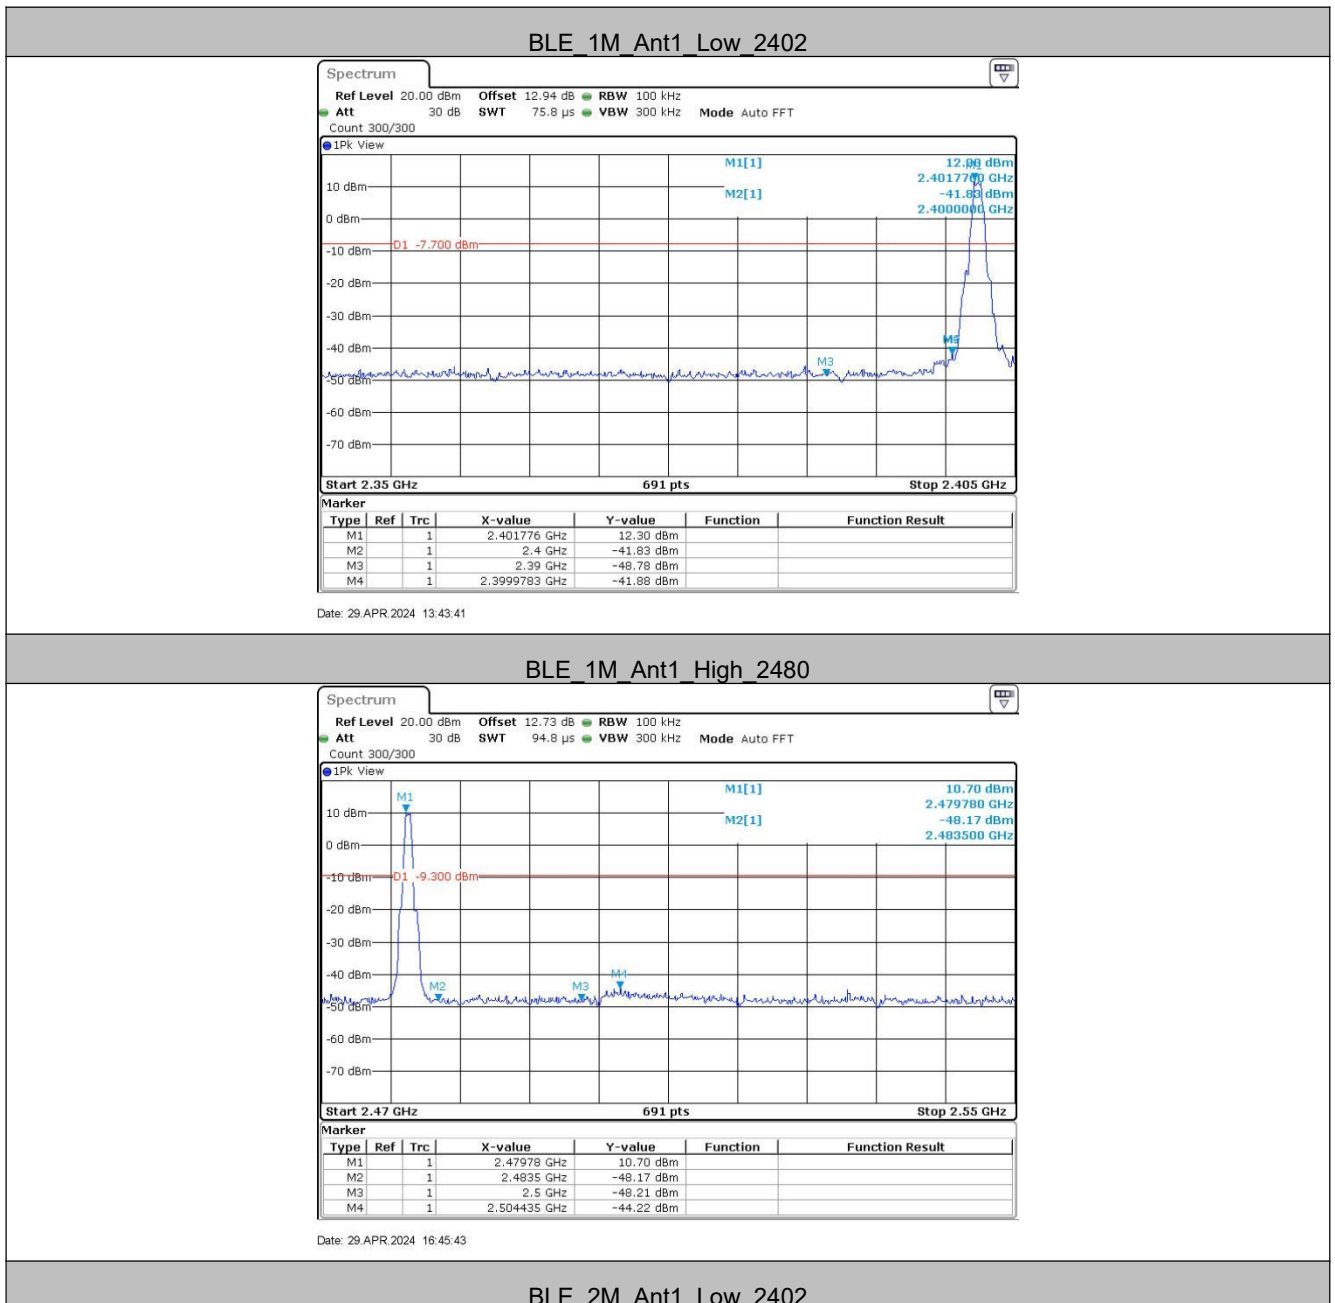 BLE_1M_Ant1_Low_2402
Spectrum
Ref Level 20.00 dBm Offset 12.94 dB RBW 100 kHz
Att 30 dB SWT 75.8 µs VBW 300 kHz Mode Auto FFT
Count 300/300
1Pk View
M1[1] dBm
GHz
10 dBm
M2[1] -41.83 dBm
2.4000000 GHz
0 dBm
D1 -7.700 dBm
-10 dBm
-20 dBm
-30 dBm
-40 dBm
M3
-50 dBm
-60 dBm
-70 dBm
Start 2.35 GHz 691 pts Stop 2.405 GHz
Marker
Type Ref Trc X-value Y-value Function Function Result
M1 1 2.401776 GHz 12.30 dBm
M2 1 2.4 GHz -41.83 dBm
M3 1 2.39 GHz -48.78 dBm
M4 1 2.3999783 GHz -41.88 dBm
Date: 29.APR.2024 13:43:41
BLE_1M_Ant1_High_2480
Spectrum
Ref Level 20.00 dBm Offset 12.73 dB RBW 100 kHz
Att 30 dB SWT 94.8 µs VBW 300 kHz Mode Auto FFT
Count 300/300
1Pk View
M1[1] 10.70 dBm
M1 2.479780 GHz
10 dBm
M2[1] -48.17 dBm
2.483500 GHz
0 dBm
-10 dBm D1 -9.300 dBm
-20 dBm
-30 dBm
-40 dBm
M4
M2 M3
-50 dBm
-60 dBm
-70 dBm
Start 2.47 GHz 691 pts Stop 2.55 GHz
Marker
Type Ref Trc X-value Y-value Function Function Result
M1 1 2.47978 GHz 10.70 dBm
M2 1 2.4835 GHz -48.17 dBm
M3 1 2.5 GHz -48.21 dBm
M4 1 2.504435 GHz -44.22 dBm
Date: 29.APR.2024 16:45:43
BLE_2M_Ant1_Low_2402